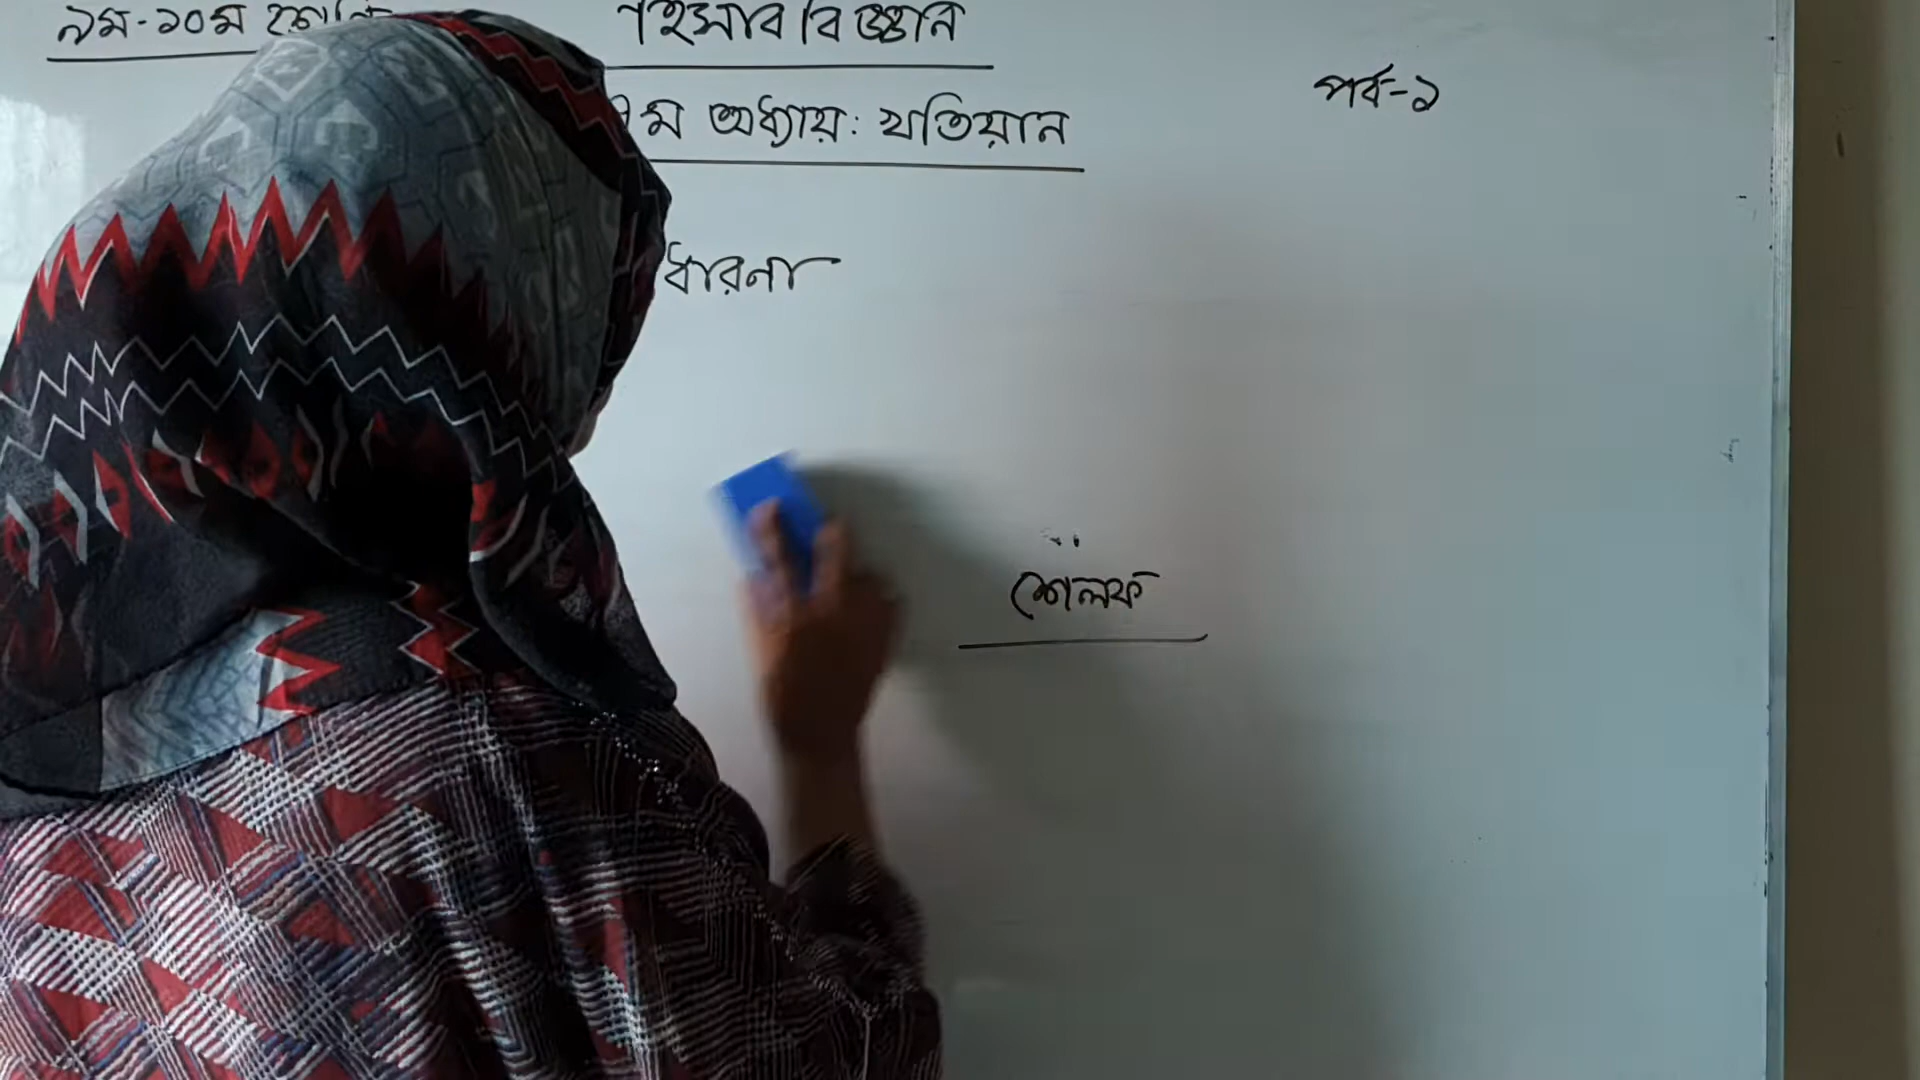 ৯ম-১০ম শ্রেণি
হিসাব বিজ্ঞান
পর্ব-১
ম অধ্যায়: খতিয়ান
ধারনা
শেলফ